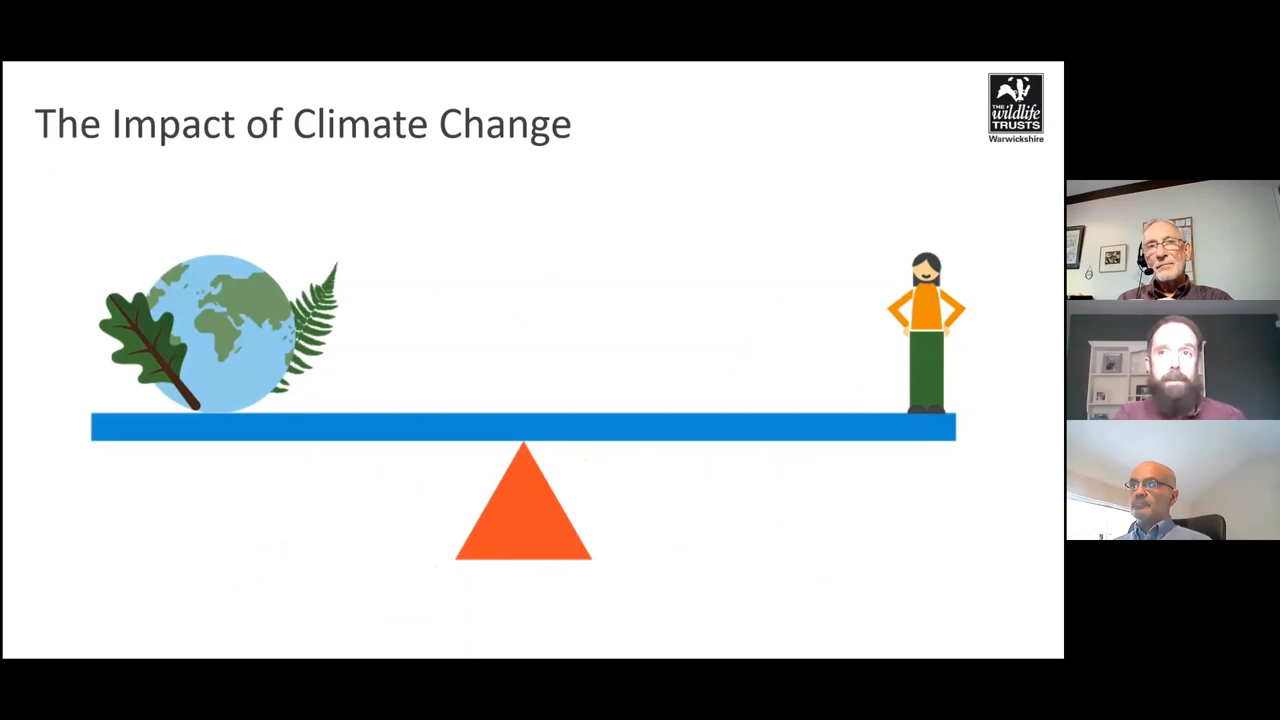 The Impact of Climate Change
THE
wildlife
TRUSTS
Warwickshire